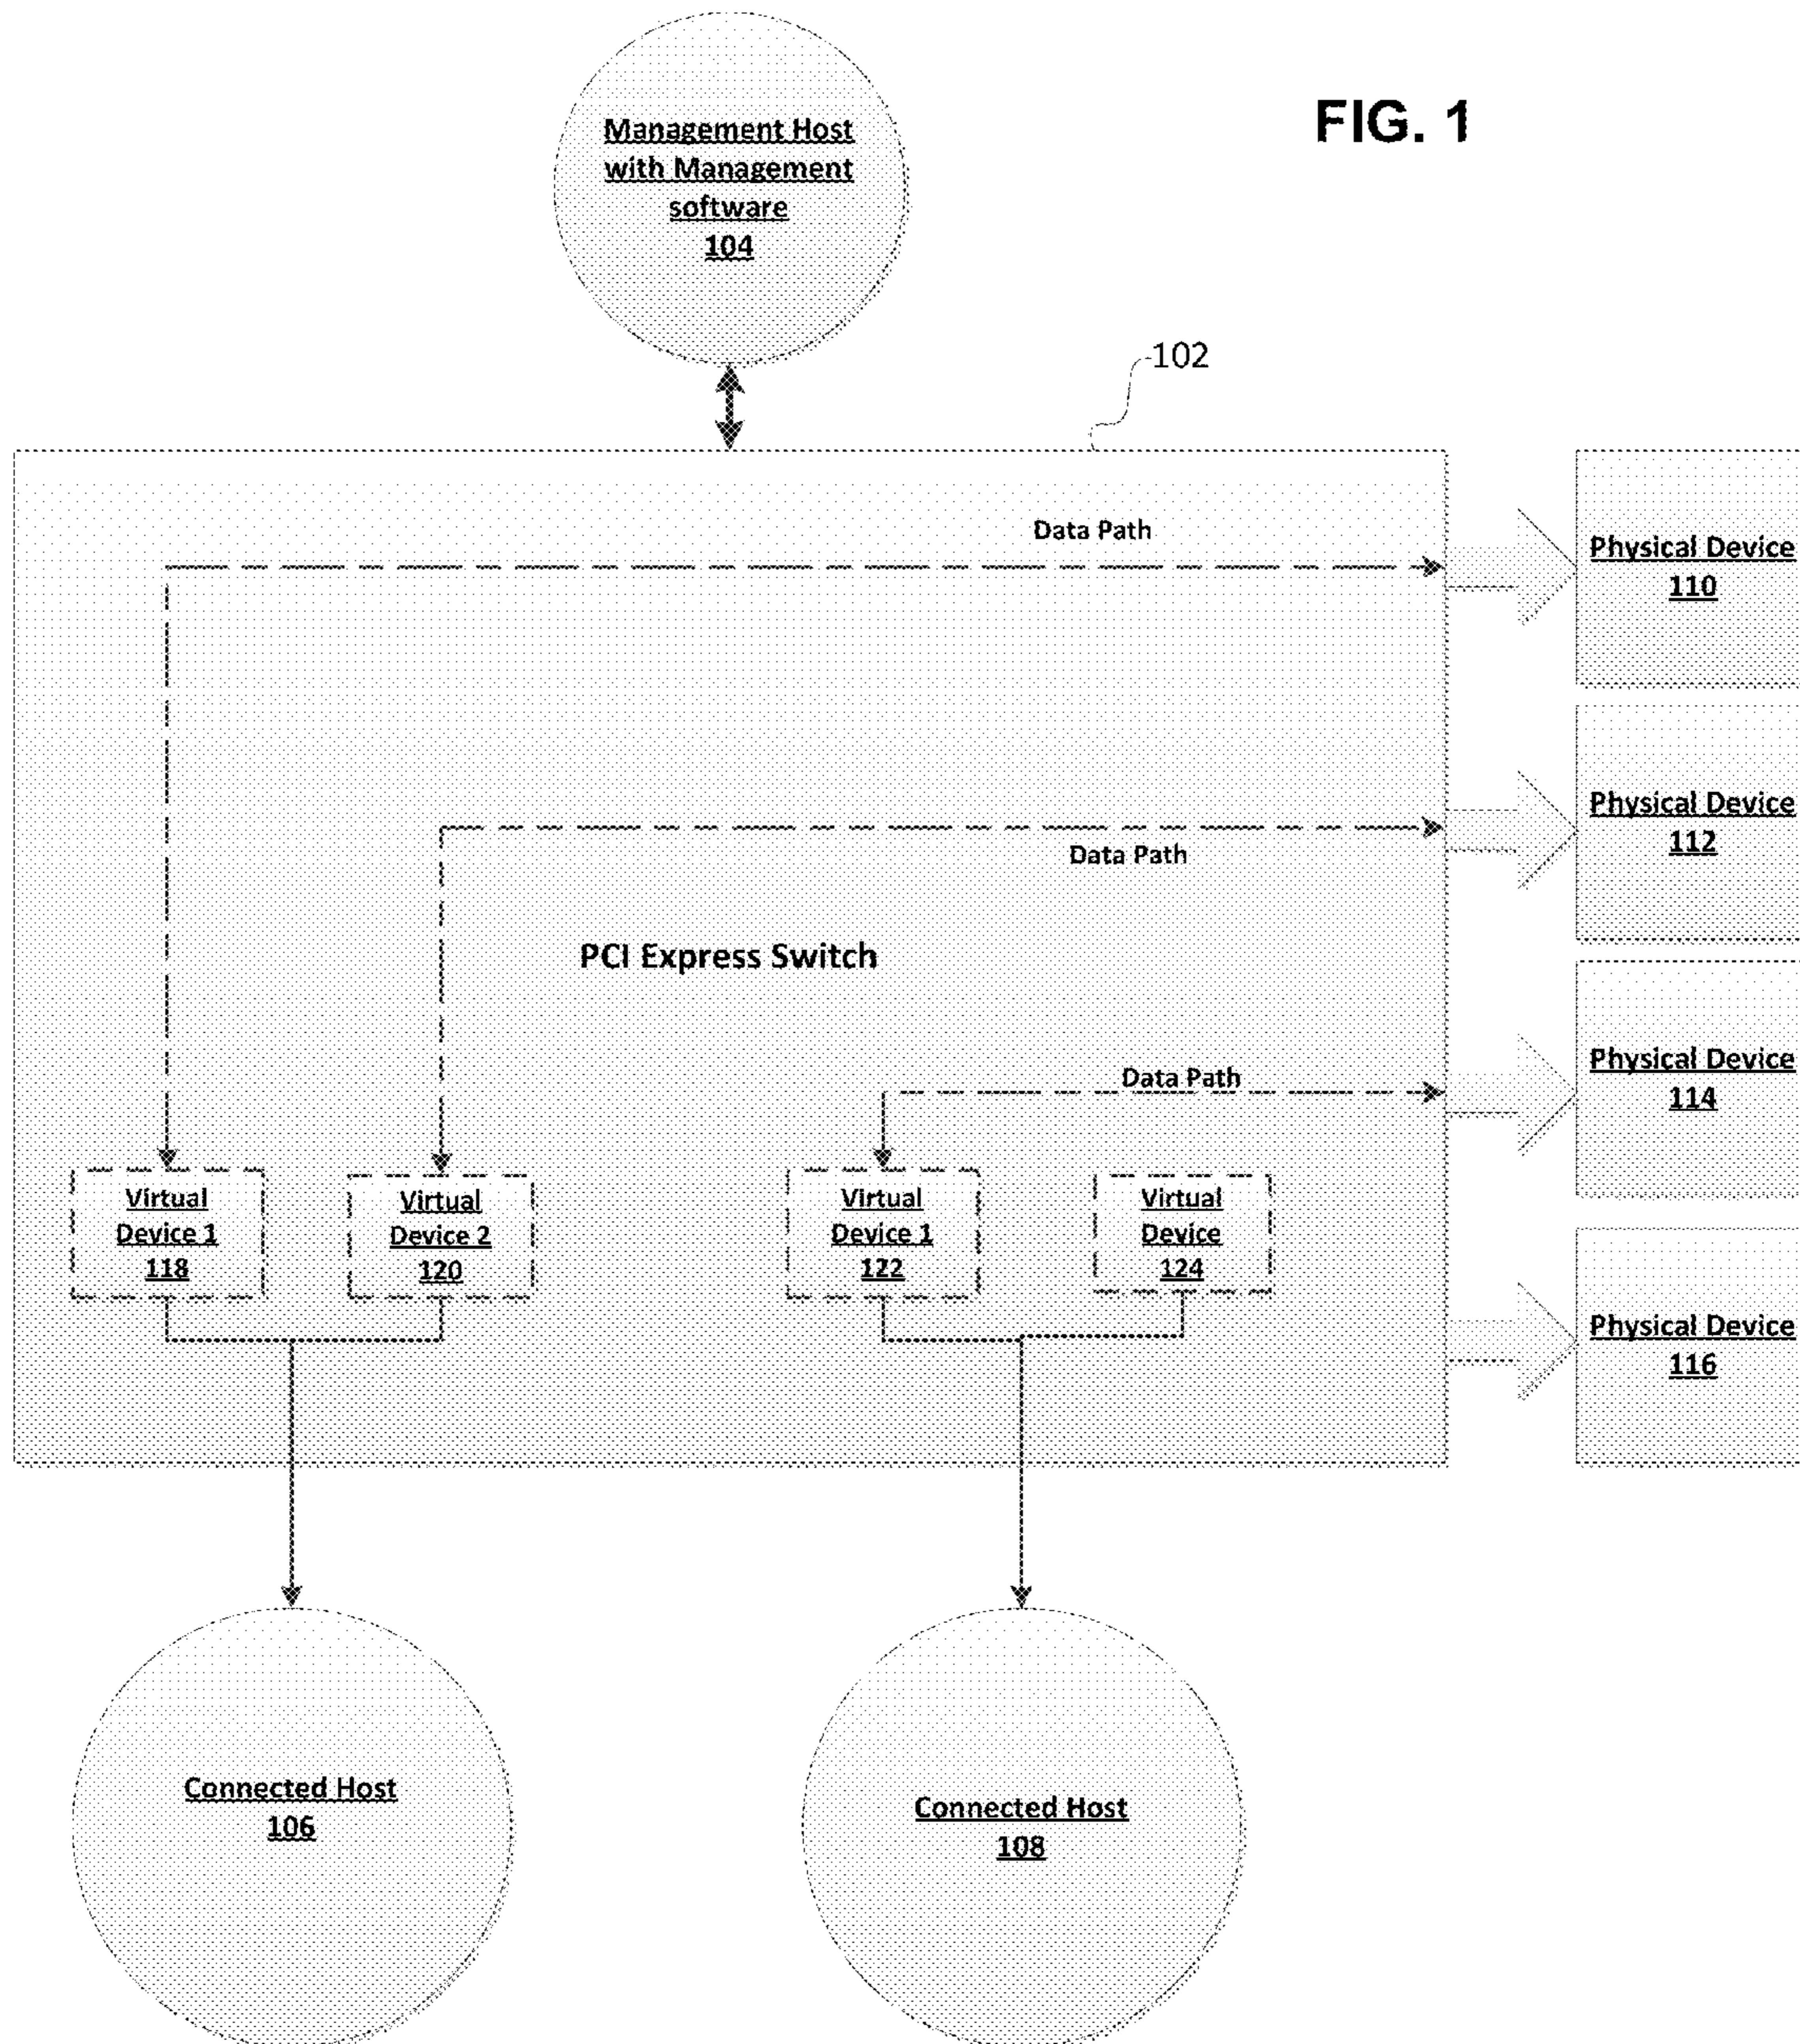 FIG. 1
Management Host
with Management
software
104
102
Data Path
Physical Device
110
Data Path
Physical Device
112
PCI Express Switch
Data Path
Physical Device
114
Virtual
Device 1
118
Virtual
Device 2
120
Virtual
Device 1
122
Virtual
Device
124
Physical Device
116
Connected Host
106
Connected Host
108